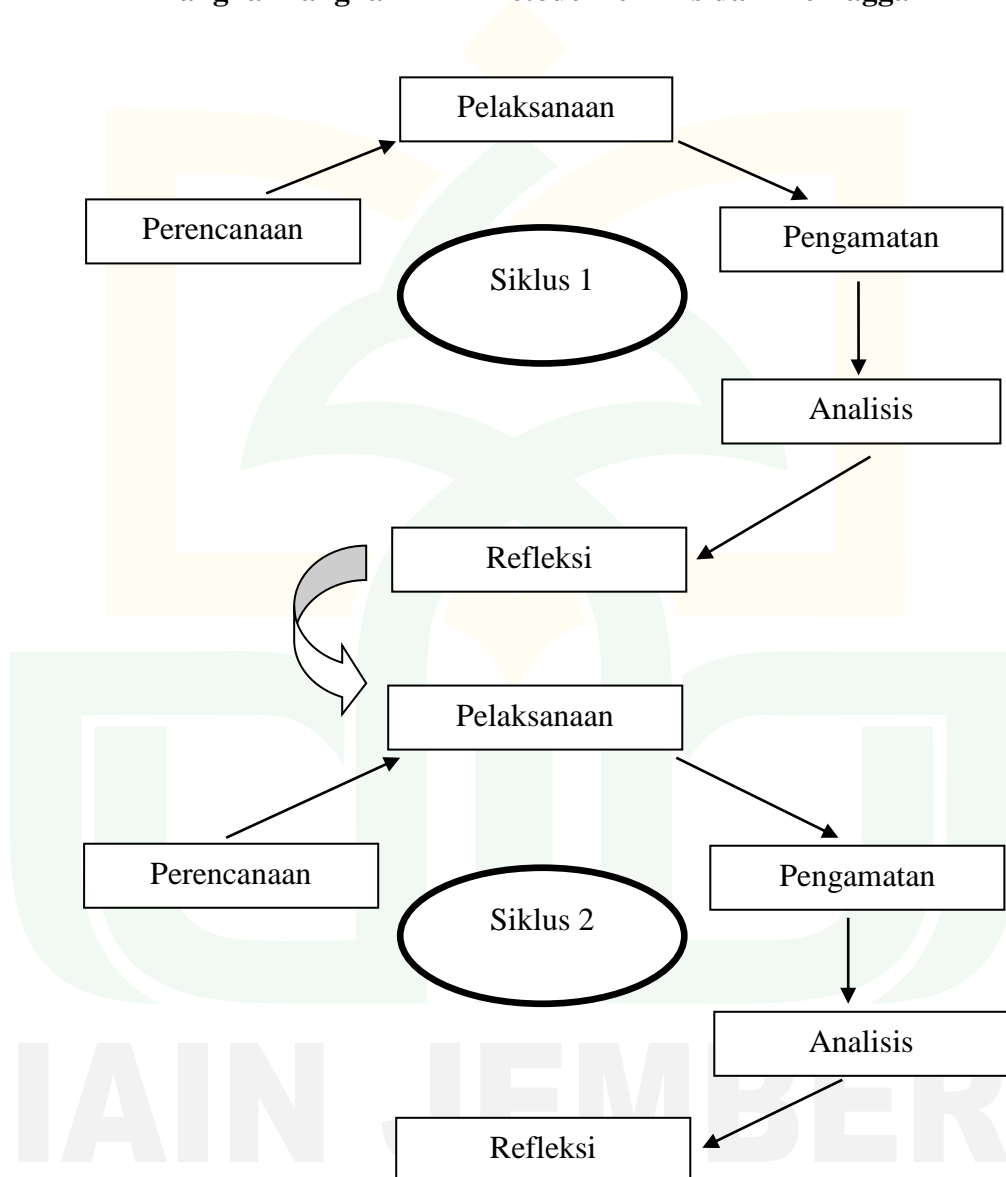 Pelaksanaan
Perencanaan
Pengamatan
Siklus 1
Analisis
Refleksi
Pelaksanaan
Perencanaan
Pengamatan
Siklus 2
Analisis
Refleksi
IAIN JEMBER